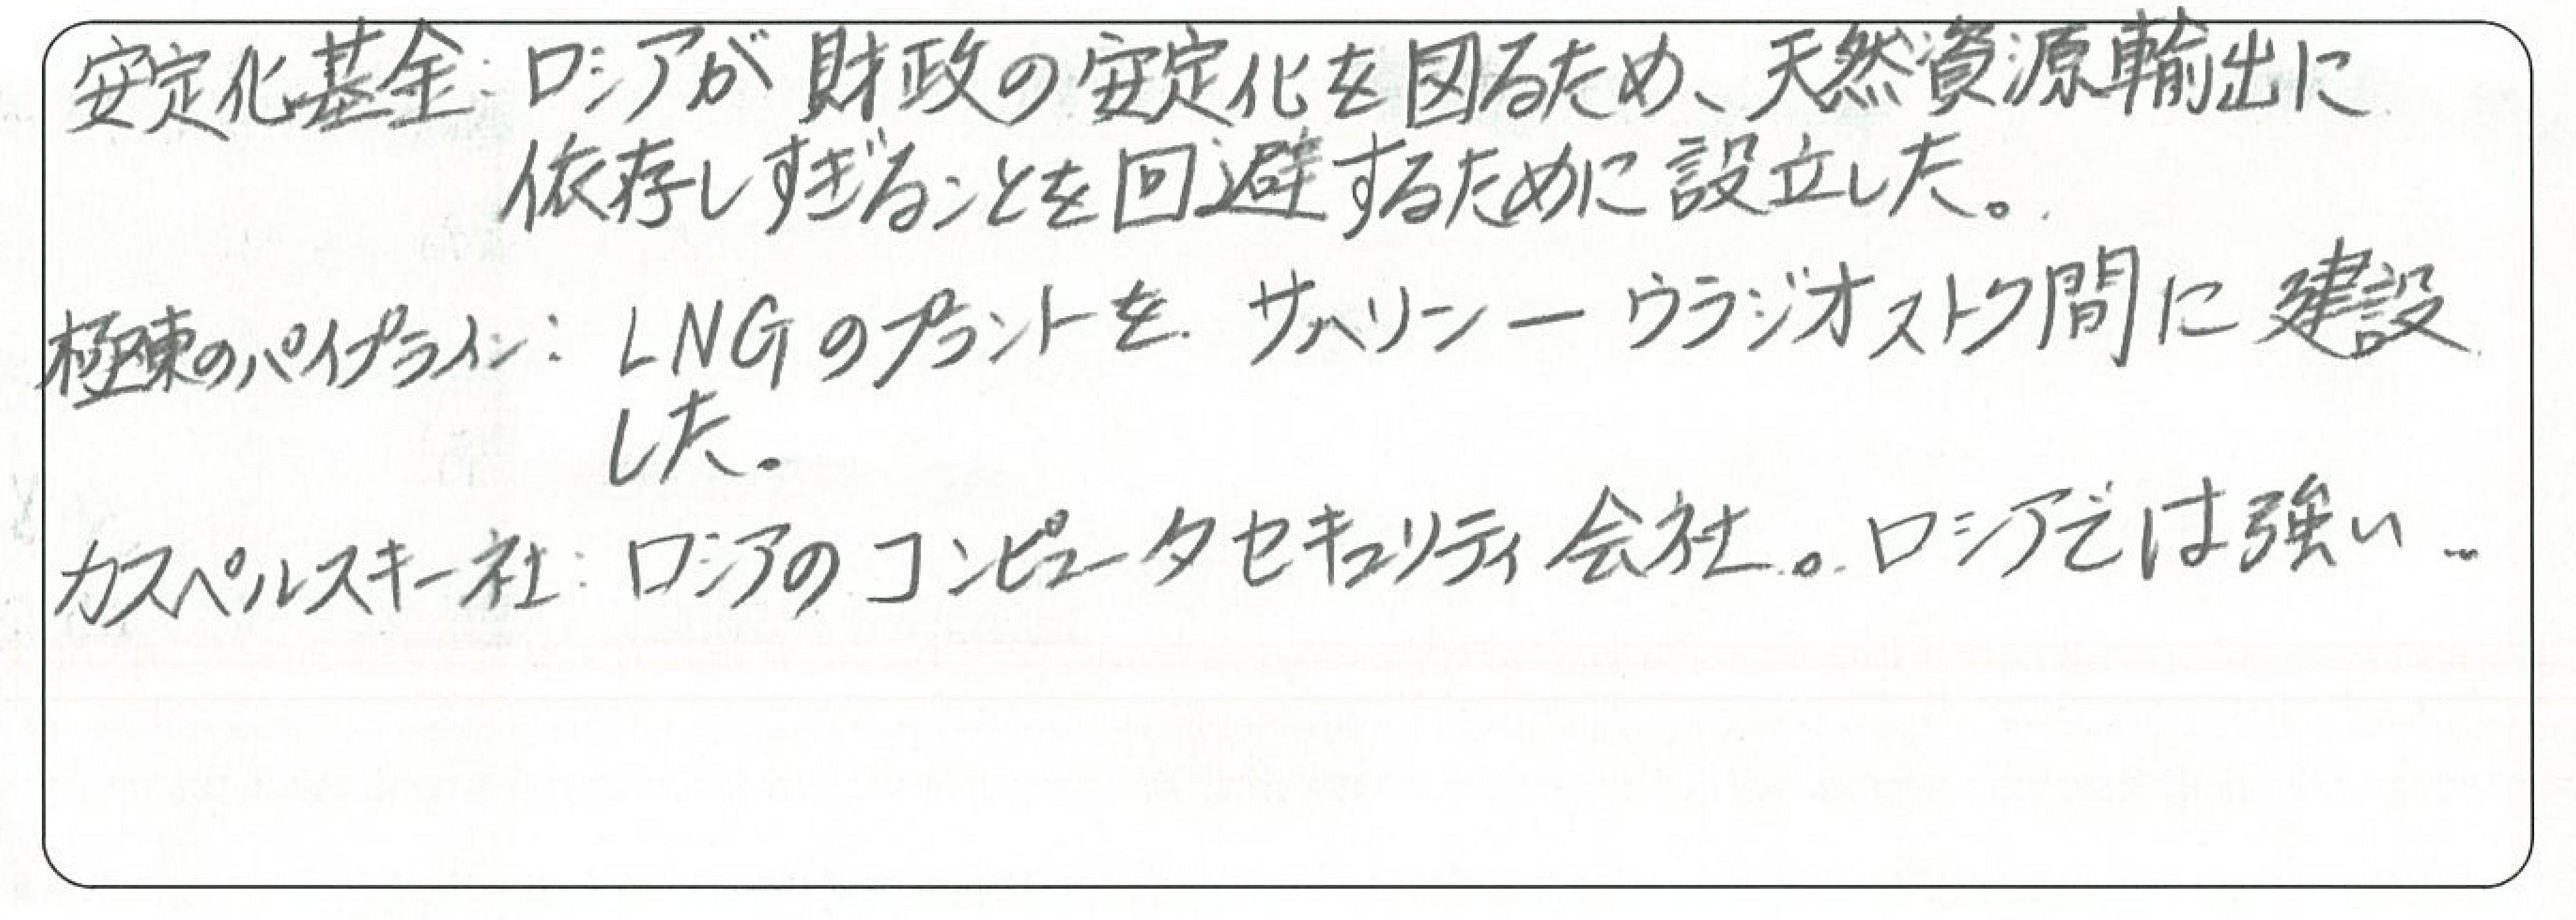 安定化基金：ロシアが財政の安定化を図るため、天然資源輸出に
依存しすぎることを回避するために設立した。
極東のパイプライン：LNGのプラントを サハリンーウラジオストク間に建設
した。
カスペルスキー社：ロシアのコンピュータセキュリティ会社。ロシアでは強い…